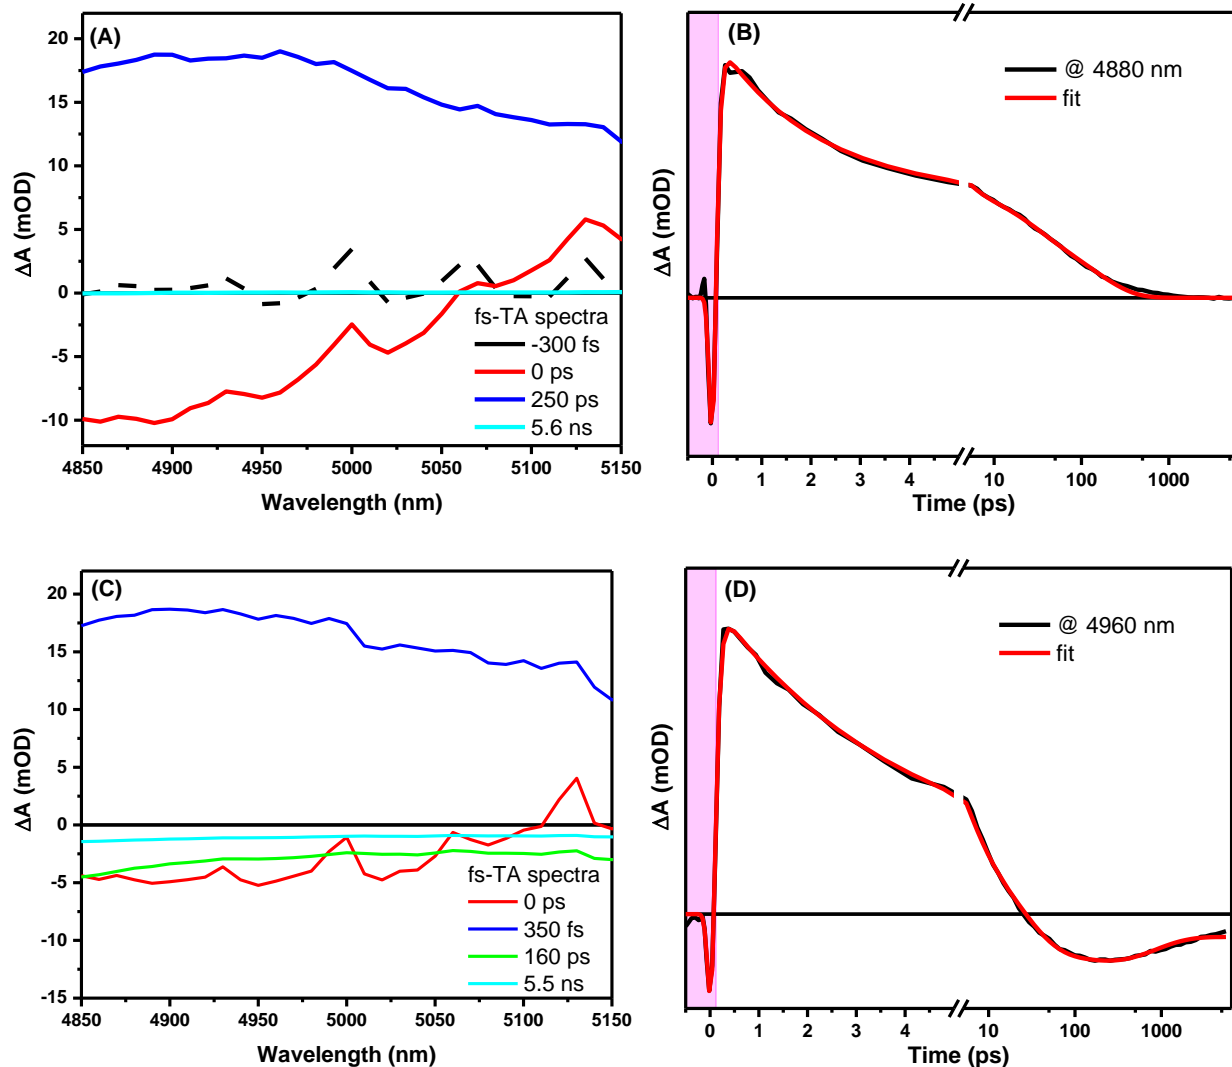 (A)
ΔA (mOD)
20
15
10
5
0
-5
-10
fs-TA spectra
-300 fs
0 ps
250 ps
5.6 ns
4850 4900 4950 5000 5050 5100 5150
Wavelength (nm)
(B)
ΔA (mOD)
@ 4880 nm
fit
0 1 2 3 4 10 100 1000
Time (ps)
(C)
ΔA (mOD)
20
15
10
5
0
-5
-10
-15
fs-TA spectra
0 ps
350 fs
160 ps
5.5 ns
4850 4900 4950 5000 5050 5100 5150
Wavelength (nm)
(D)
ΔA (mOD)
@ 4960 nm
fit
0 1 2 3 4 10 100 1000
Time (ps)